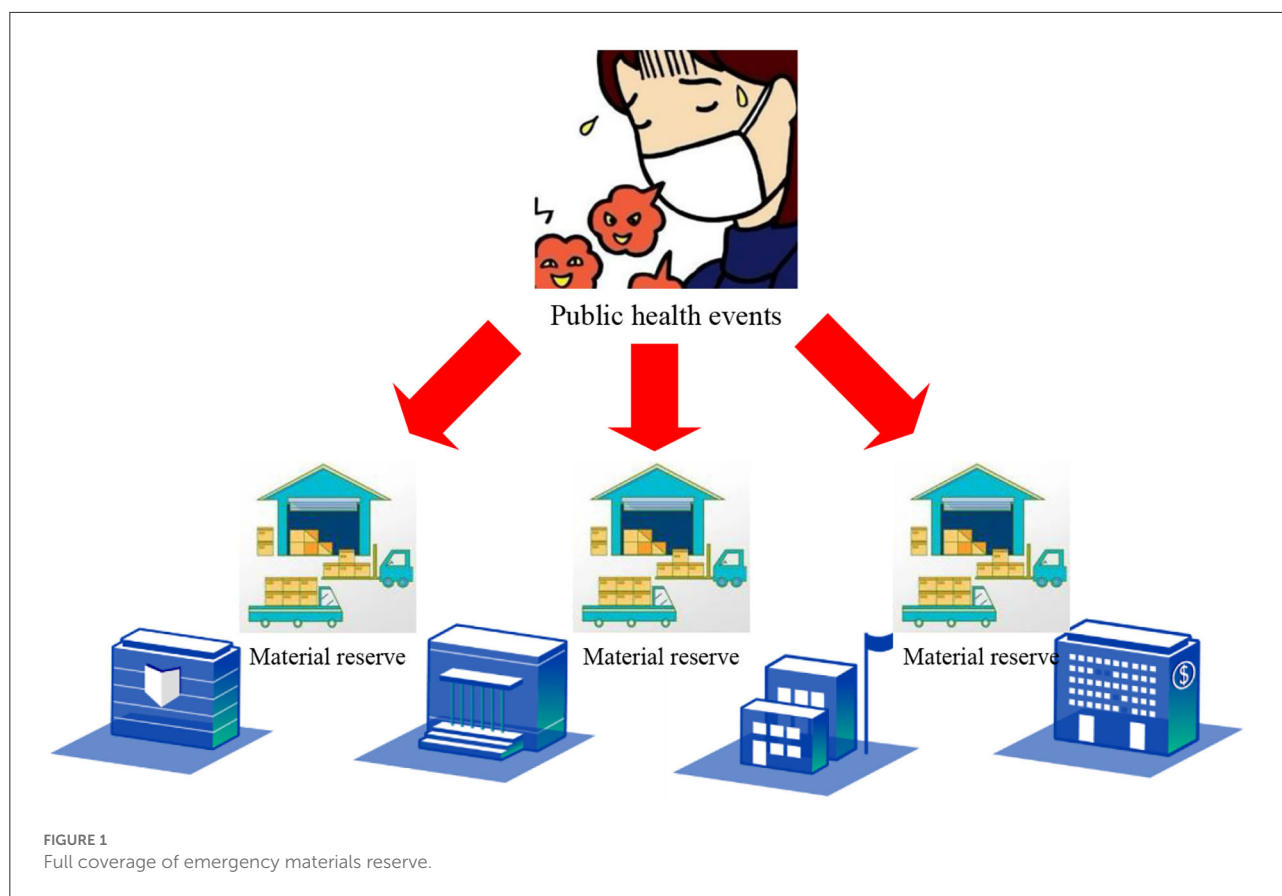 Public health events
Material reserve
Material reserve
Material reserve
$
FIGURE 1
Full coverage of emergency materials reserve.